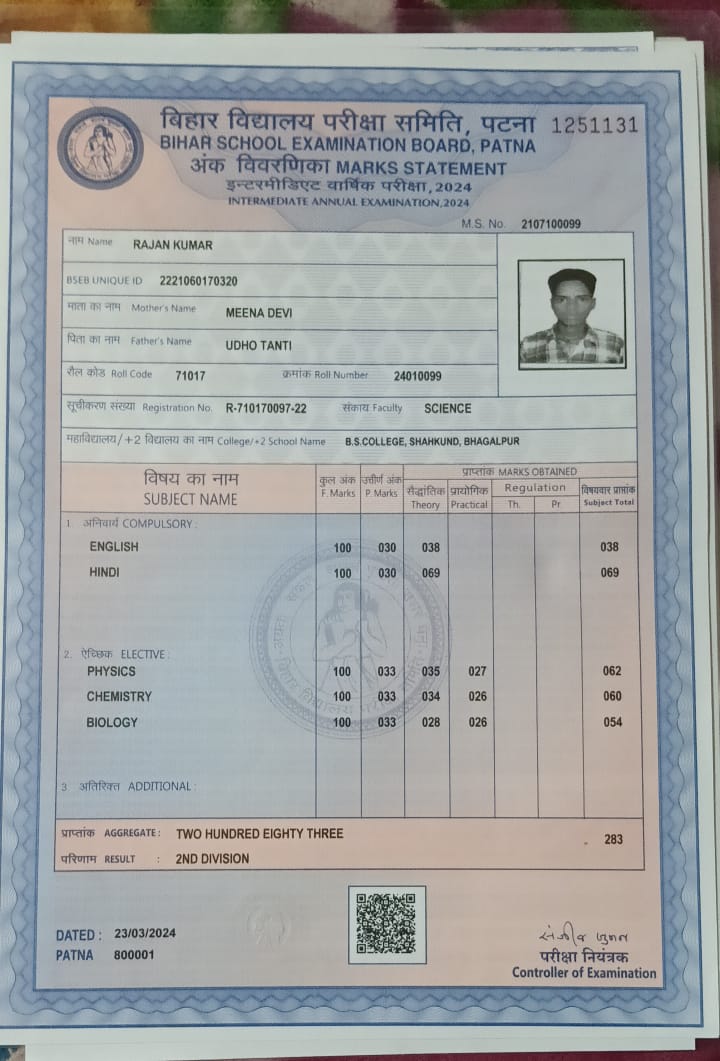 बिहार विद्यालय परीक्षा समिति, पटना 1251131
BIHAR SCHOOL EXAMINATION BOARD, PATNA
अंक विवरणिका MARKS STATEMENT
इन्टरमीडिएट वार्षिक परीक्षा, 2024
INTERMEDIATE ANNUAL EXAMINATION, 2024
M.S. No. 2107100099
नाम Name RAJAN KUMAR
BSEB UNIQUE ID 2221060170320
माता का नाम Mother's Name MEENA DEVI
पिता का नाम Father's Name UDHO TANTI
रौल कोड Roll Code 71017 क्रमांक Roll Number 24010099
सूचीकरण संख्या Registration No. R-710170097-22 संकाय Faculty SCIENCE
महाविद्यालय/+2 विद्यालय का नाम College/+2 School Name B.S.COLLEGE, SHAHKUND, BHAGALPUR
विषय का नाम कुल अंक उत्तीर्ण अंक प्राप्तांक MARKS OBTAINED
SUBJECT NAME F. Marks P. Marks सैद्धांतिक प्रायोगिक Regulation विषयवार प्राप्तांक
Theory Practical Th. Pr Subject Total
1. अनिवार्य COMPULSORY :
ENGLISH 100 030 038 038
HINDI 100 030 069 069
2. ऐच्छिक ELECTIVE :
PHYSICS 100 033 035 027 062
CHEMISTRY 100 033 034 026 060
BIOLOGY 100 033 028 026 054
3 अतिरिक्त ADDITIONAL :
प्राप्तांक AGGREGATE : TWO HUNDRED EIGHTY THREE 283
परिणाम RESULT : 2ND DIVISION
DATED : 23/03/2024
PATNA 800001
परीक्षा नियंत्रक
Controller of Examination